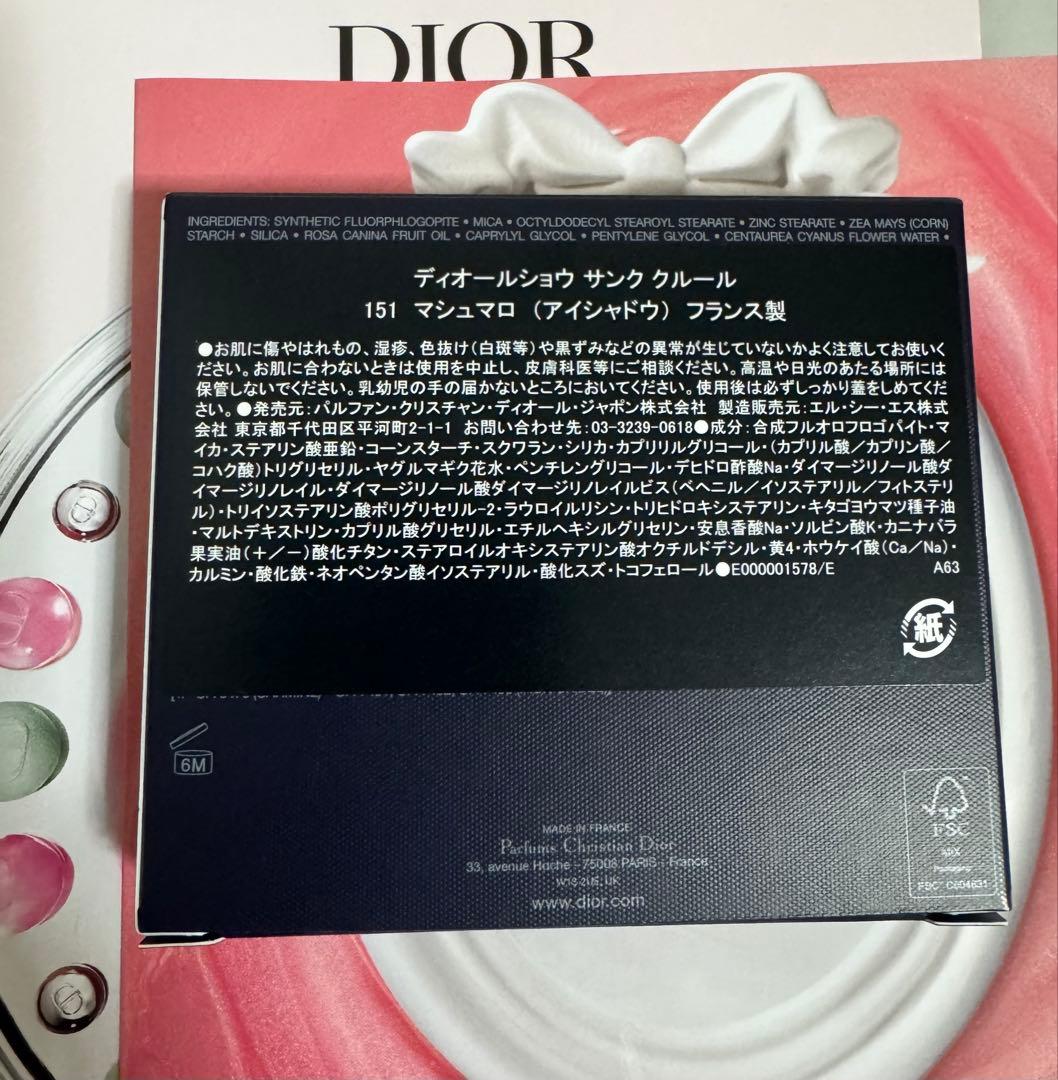 DIOR
INGREDIENTS: SYNTHETIC FLUORPHLOGOPITE • MICA • OCTYLDODECYL STEAROYL STEARATE • ZINC STEARATE • ZEA MAYS (CORN)
STARCH • SILICA • ROSA CANINA FRUIT OIL • CAPRYLYL GLYCOL • PENTYLENE GLYCOL • CENTAUREA CYANUS FLOWER WATER •
ディオールショウ サンク クルール
151 マシュマロ （アイシャドウ） フランス製
●お肌に傷やはれもの、湿疹、色抜け(白斑等)や黒ずみなどの異常が生じていないかよく注意してお使いく
ださい。お肌に合わないときは使用を中止し、皮膚科医等にご相談ください。高温や日光のあたる場所には
保管しないでください。乳幼児の手の届かないところにおいてください。使用後は必ずしっかり蓋をしめてくだ
さい。●発売元：パルファン・クリスチャン・ディオール・ジャポン株式会社 製造販売元：エル・シー・エス株式
会社 東京都千代田区平河町2-1-1 お問い合わせ先：03-3239-0618●成分：合成フルオロフロゴパイト・マ
イカ・ステアリン酸亜鉛・コーンスターチ・スクワラン・シリカ・カプリリルグリコール・（カプリル酸／カプリン酸／
コハク酸）トリグリセリル・ヤグルマギク花水・ペンチレングリコール・デヒドロ酢酸Na・ダイマージリノール酸ダ
イマージリノレイル・ダイマージリノール酸ダイマージリノレイルビス（ベヘニル／イソステアリル／フィトステリ
ル）・トリイソステアリン酸ポリグリセリル-2・ラウロイルリシン・トリヒドロキシステアリン・キタゴヨウマツ種子油
・マルトデキストリン・カプリル酸グリセリル・エチルヘキシルグリセリン・安息香酸Na・ソルビン酸K・カニナバラ
果実油（＋／－）酸化チタン・ステアロイルオキシステアリン酸オクチルドデシル・黄4・ホウケイ酸（Ca／Na）・
カルミン・酸化鉄・ネオペンタン酸イソステアリル・酸化スズ・トコフェロール●E000001578/E A63
紙
6M
MADE IN FRANCE
Parfums Christian Dior
33, avenue Hoche - 75008 PARIS - France
W1S 2UE, UK
www.dior.com
FSC
MIX
Packaging
FSC® C004631